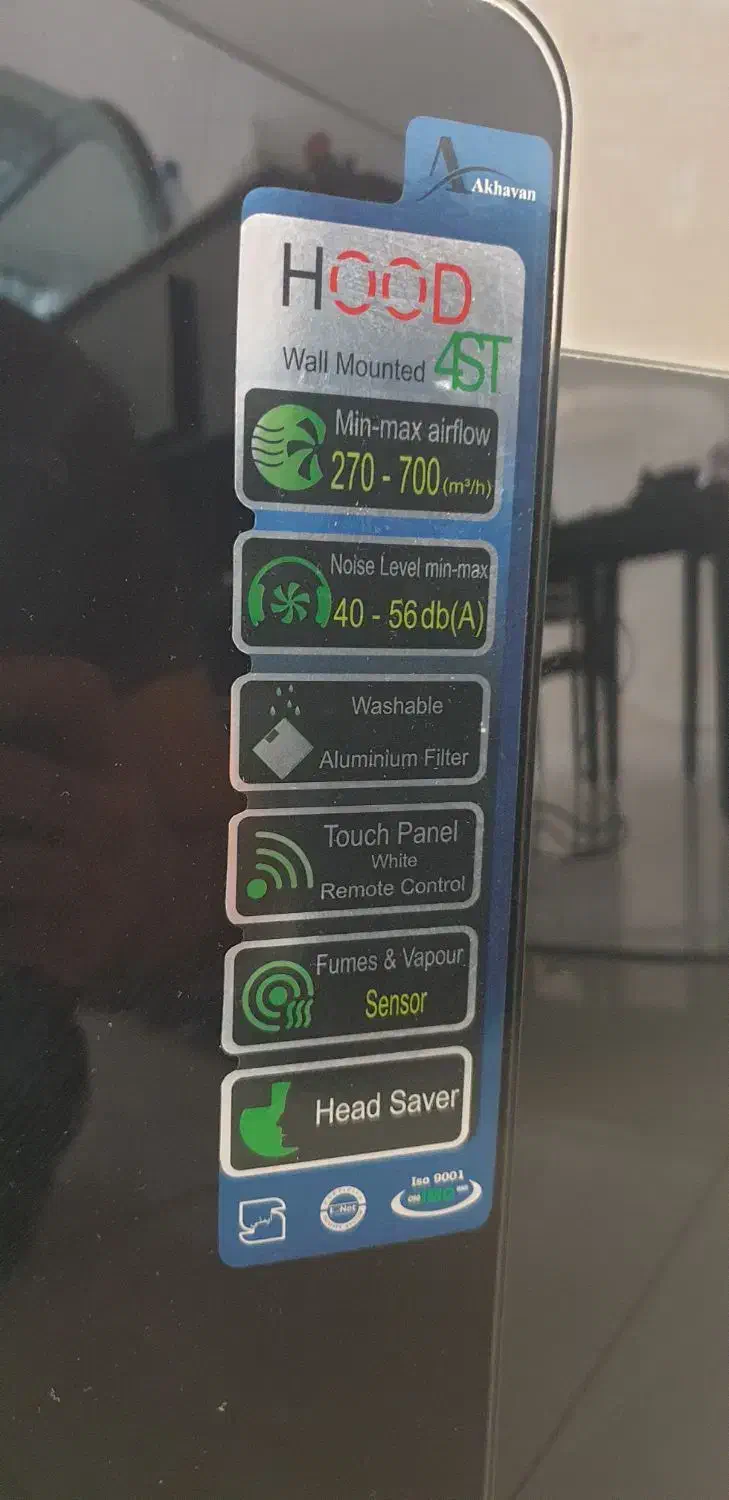 Akhavan
HOOD
Wall Mounted 4ST
Min-max airflow
270 - 700 (m³/h)
Noise Level min-max
40 - 56 db(A)
Washable
Aluminium Filter
Touch Panel
White
Remote Control
Fumes & Vapour
Sensor
Head Saver
Iso 9001